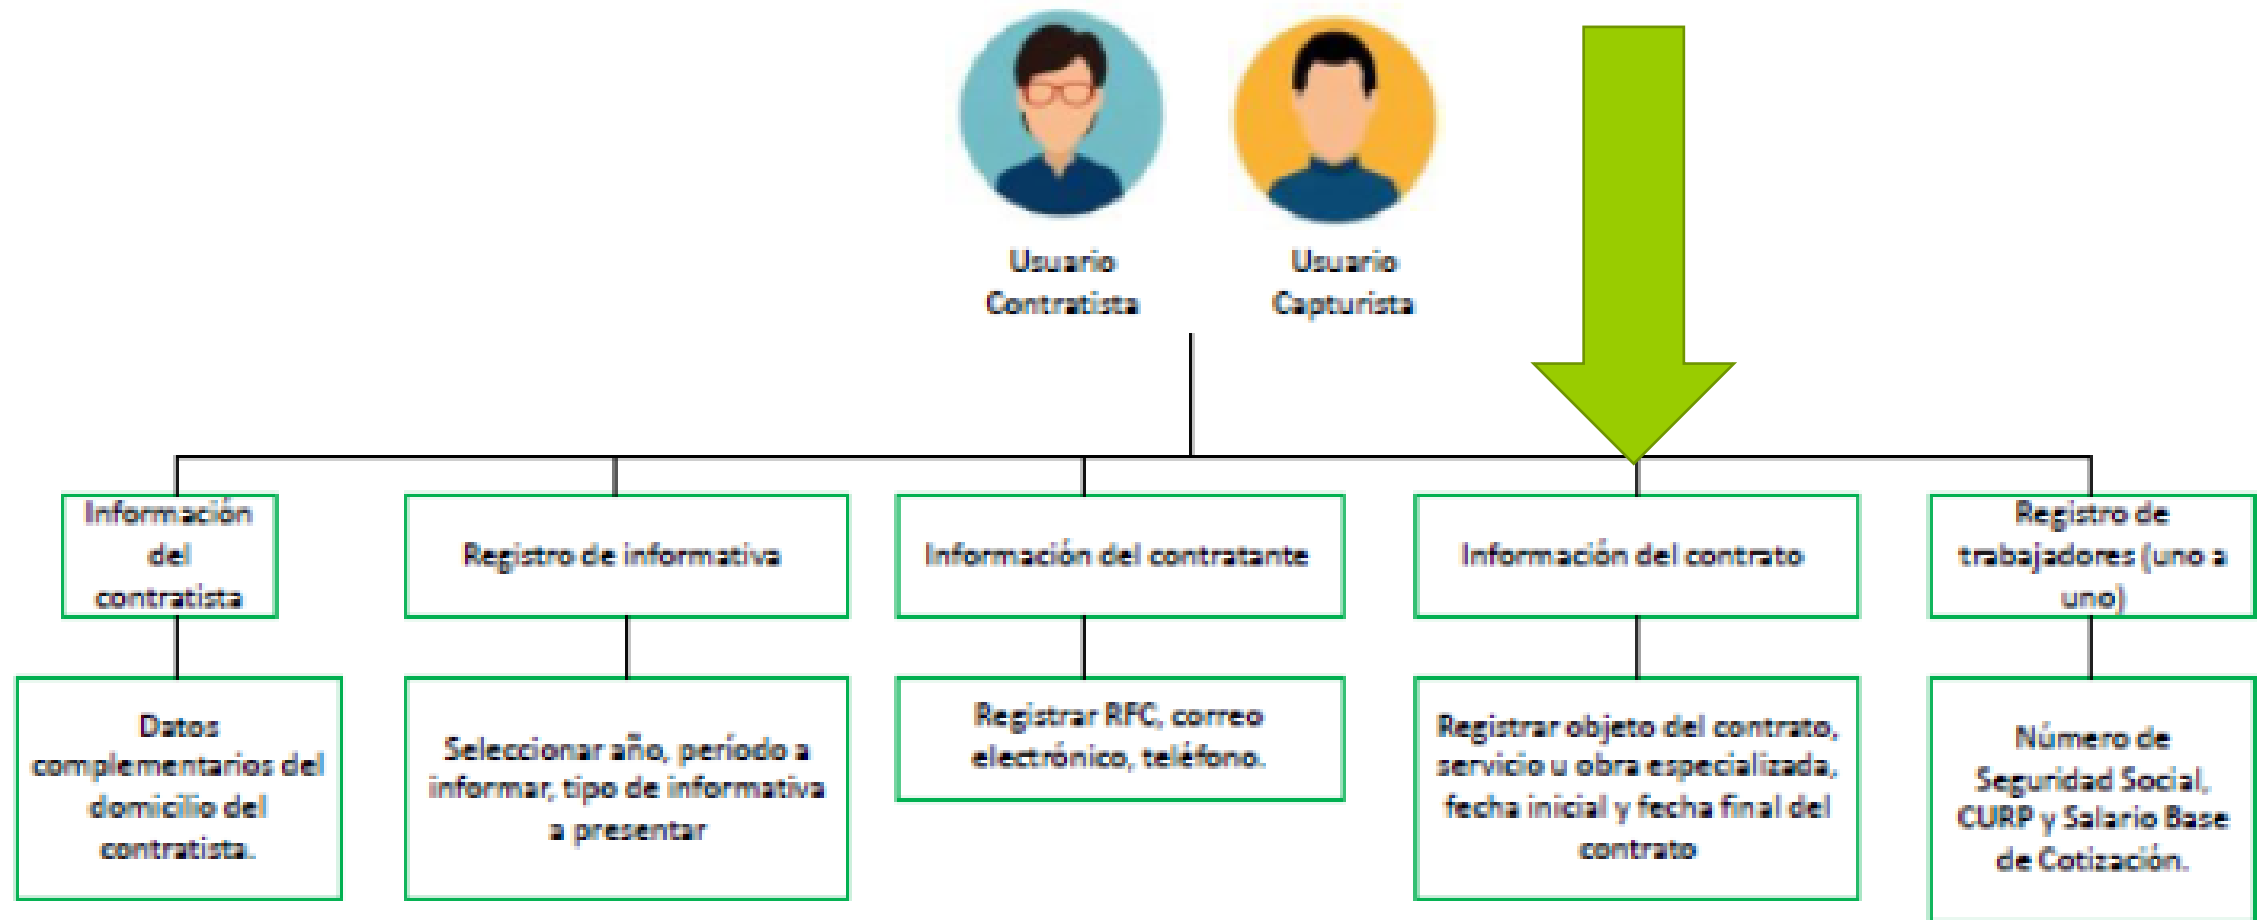 Usuario
Contratista
Usuario
Capturista
Información
del
contratista
Registro de informativa
Información del contratante
Información del contrato
Registro de
trabajadores (uno a
uno)
Datos
complementarios del
domicilio del
contratista.
Seleccionar año, período a
informar, tipo de informativa
a presentar
Registrar RFC, correo
electrónico, teléfono.
Registrar objeto del contrato,
servicio u obra especializada,
fecha inicial y fecha final del
contrato
Número de
Seguridad Social,
CURP y Salario Base
de Cotización.